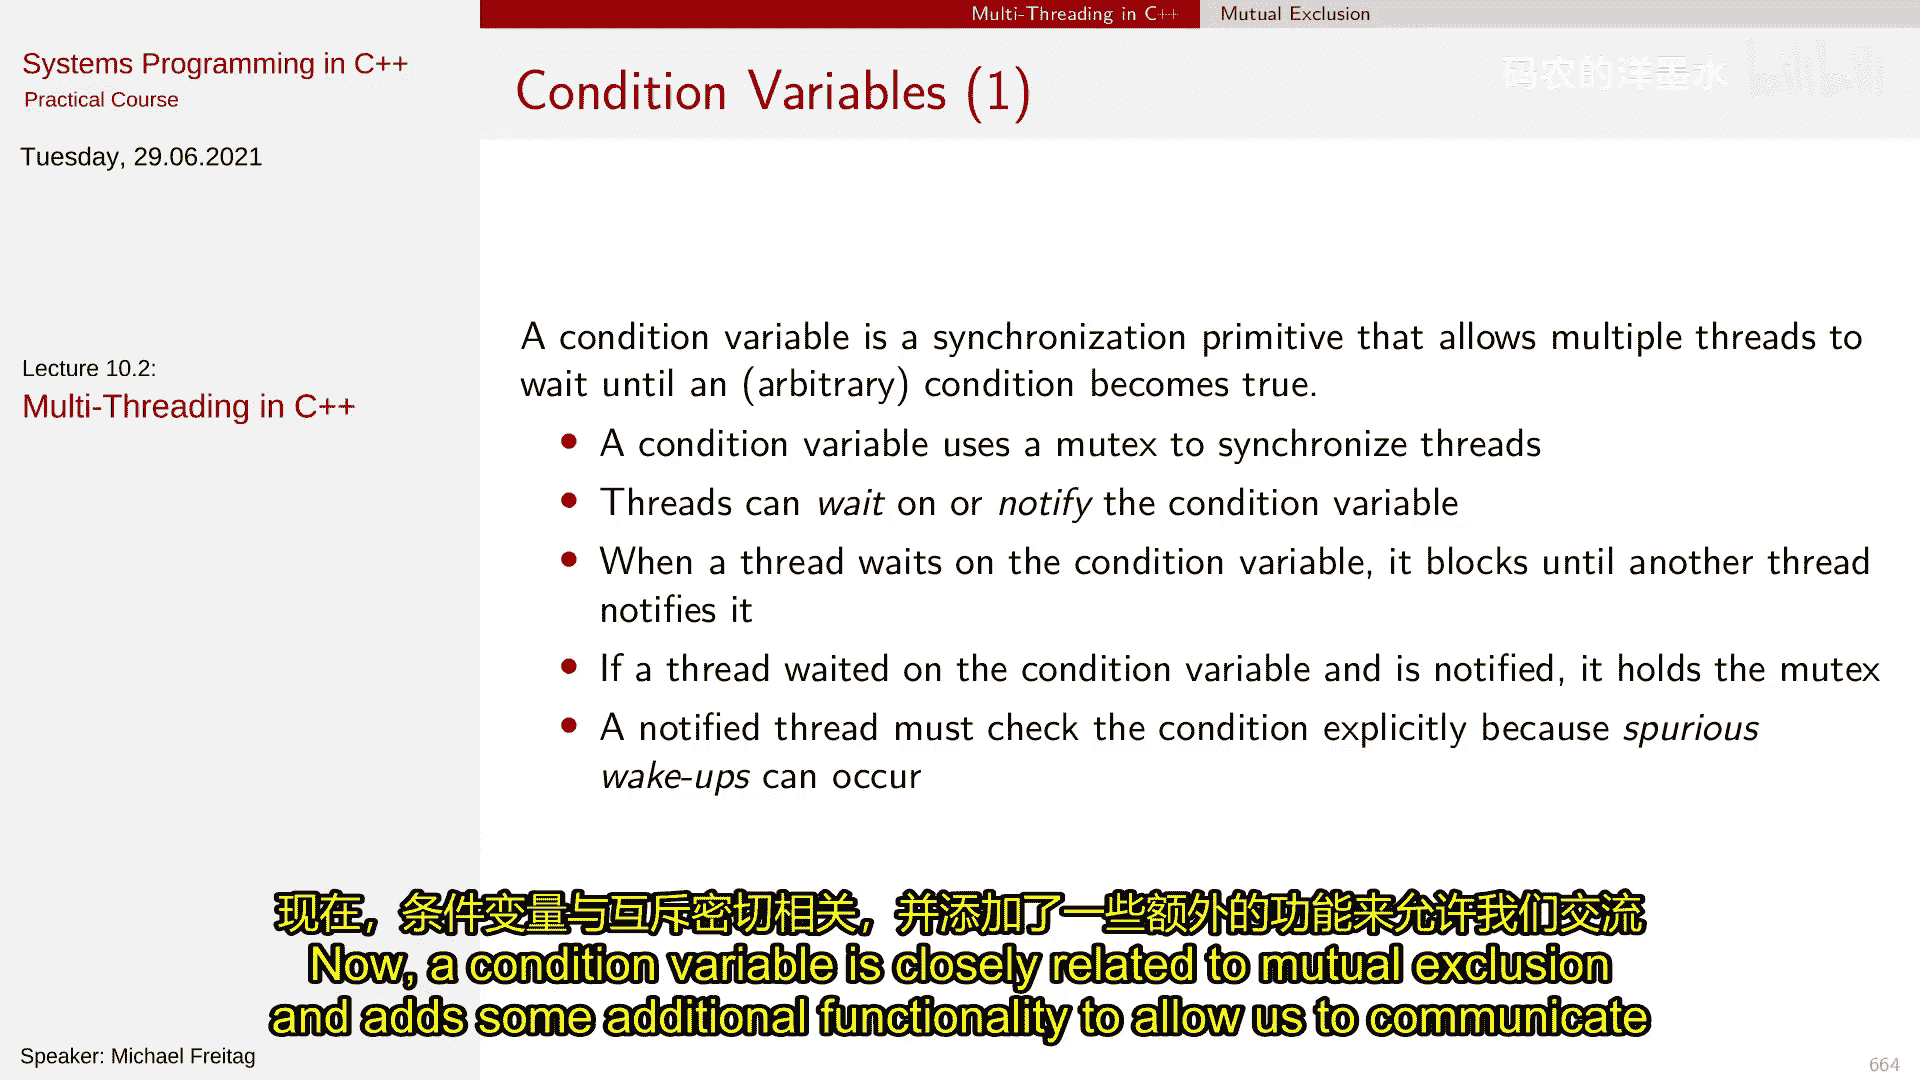 Multi-Threading in C++
Mutual Exclusion
Systems Programming in C++
Practical Course
Tuesday, 29.06.2021
Lecture 10.2:
Multi-Threading in C++
Condition Variables (1)
码农的洋墨水
bilibili
A condition variable is a synchronization primitive that allows multiple threads to
wait until an (arbitrary) condition becomes true.
• A condition variable uses a mutex to synchronize threads
• Threads can wait on or notify the condition variable
• When a thread waits on the condition variable, it blocks until another thread
notifies it
• If a thread waited on the condition variable and is notified, it holds the mutex
• A notified thread must check the condition explicitly because spurious
wake-ups can occur
现在，条件变量与互斥密切相关，并添加了一些额外的功能来允许我们交流
Now, a condition variable is closely related to mutual exclusion
and adds some additional functionality to allow us to communicate
Speaker: Michael Freitag
664